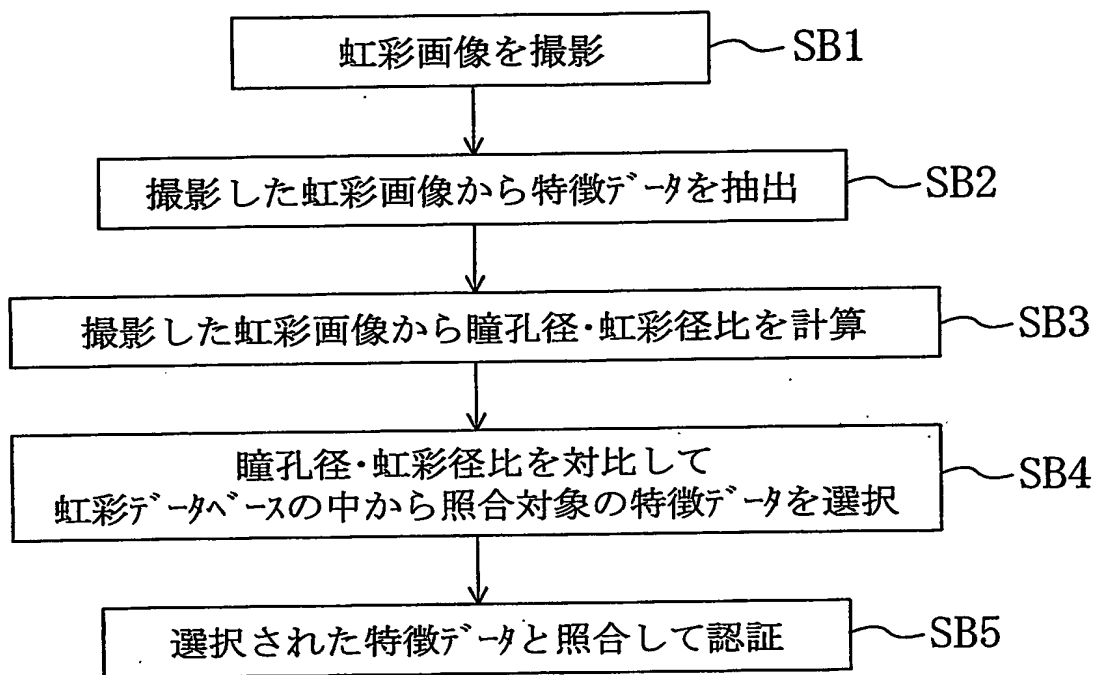 虹彩画像を撮影
SB1
撮影した虹彩画像から特徴データを抽出
SB2
撮影した虹彩画像から瞳孔径・虹彩径比を計算
SB3
瞳孔径・虹彩径比を対比して
虹彩データベースの中から照合対象の特徴データを選択
SB4
選択された特徴データと照合して認証
SB5